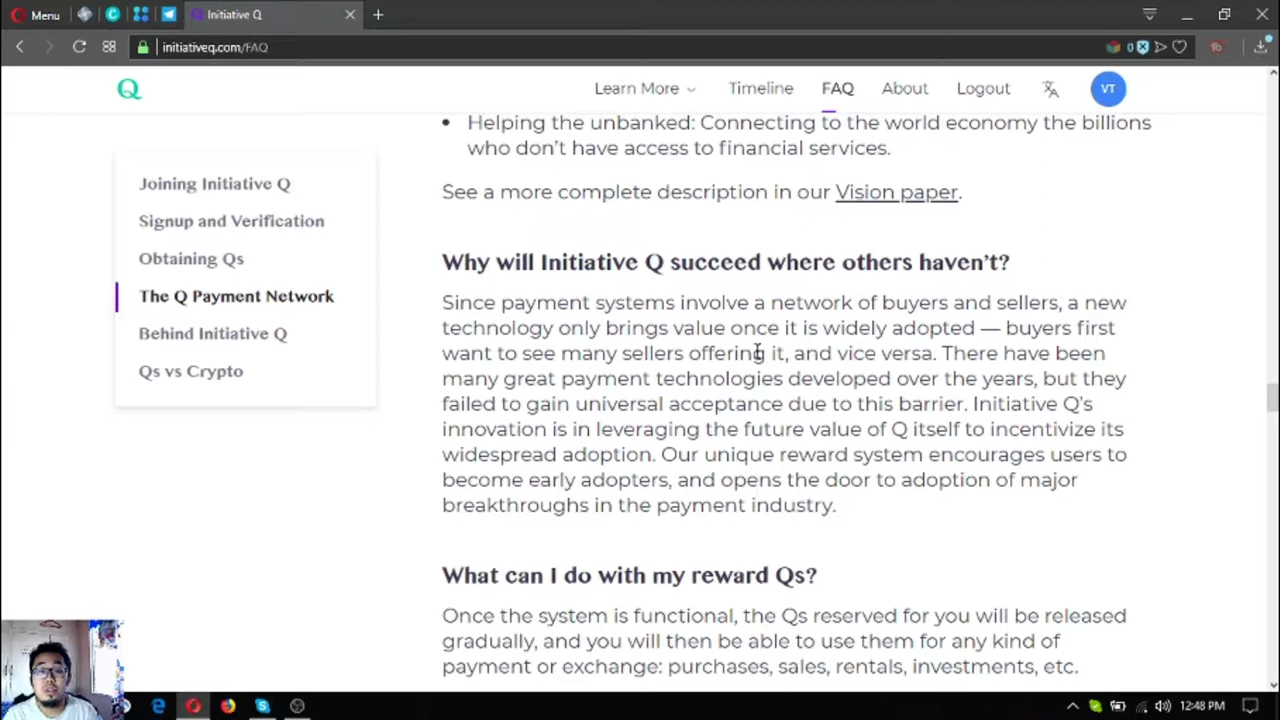 Menu
Initiative Q
initiativeq.com/FAQ
0
Q
Learn More
Timeline
FAQ
About
Logout
VT
Joining Initiative Q
Signup and Verification
Obtaining Qs
The Q Payment Network
Behind Initiative Q
Qs vs Crypto
Helping the unbanked: Connecting to the world economy the billions
who don't have access to financial services.
See a more complete description in our Vision paper.
Why will Initiative Q succeed where others haven't?
Since payment systems involve a network of buyers and sellers, a new
technology only brings value once it is widely adopted — buyers first
want to see many sellers offering it, and vice versa. There have been
many great payment technologies developed over the years, but they
failed to gain universal acceptance due to this barrier. Initiative Q's
innovation is in leveraging the future value of Q itself to incentivize its
widespread adoption. Our unique reward system encourages users to
become early adopters, and opens the door to adoption of major
breakthroughs in the payment industry.
What can I do with my reward Qs?
Once the system is functional, the Qs reserved for you will be released
gradually, and you will then be able to use them for any kind of
payment or exchange: purchases, sales, rentals, investments, etc.
12:48 PM